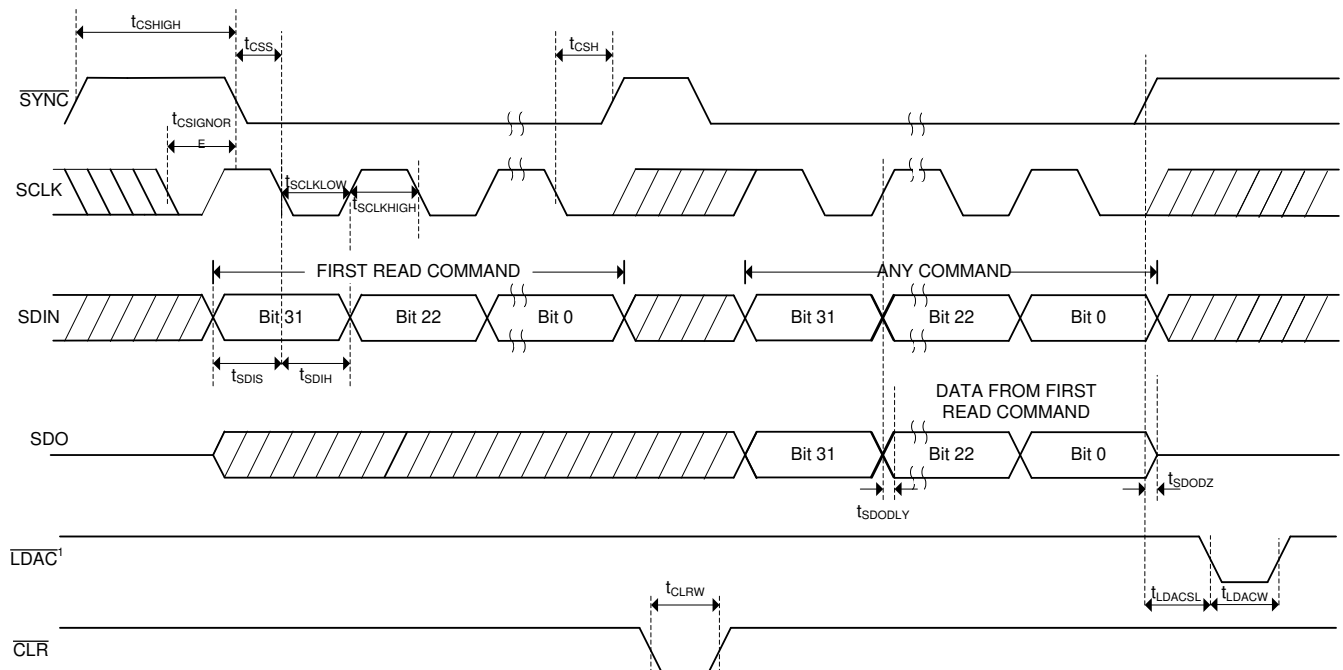 tCSHIGH
tCSS
tCSH
SYNC
tCSIGNOR
E
SCLK
tSCLKLOW
tSCLKHIGH
FIRST READ COMMAND
ANY COMMAND
SDIN
Bit 31
Bit 22
Bit 0
Bit 31
Bit 22
Bit 0
tSDIS
tSDIH
DATA FROM FIRST
READ COMMAND
SDO
Bit 31
Bit 22
Bit 0
tSDODLY
tSDODZ
LDAC1
tCLRW
tLDACSL
tLDACW
CLR